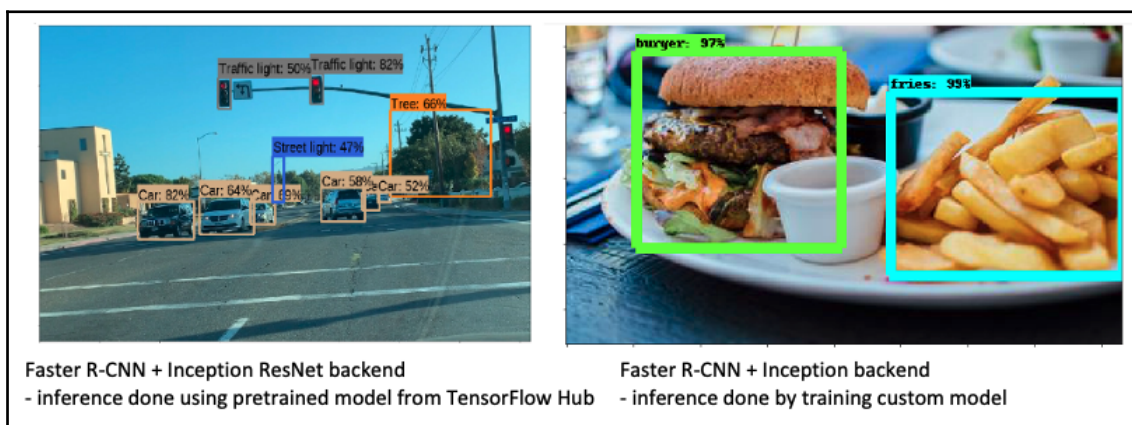 Traffic light: 50%
Traffic light: 82%
Tree: 66%
Street light: 47%
Car: 82%
Car: 64%
Car: 58%
Car: 52%
burger: 97%
fries: 99%
Faster R-CNN + Inception ResNet backend
- inference done using pretrained model from TensorFlow Hub
Faster R-CNN + Inception backend
- inference done by training custom model